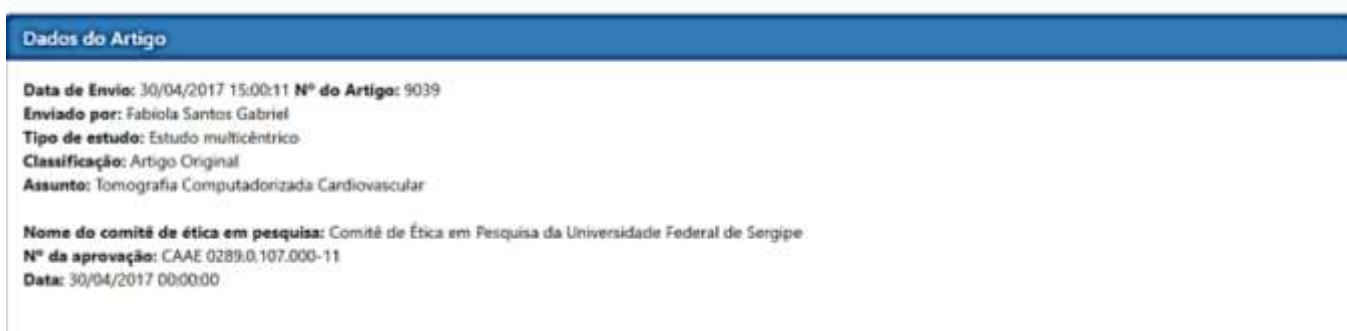 Dados do Artigo
Data de Envio: 30/04/2017 15:00:11 Nº do Artigo: 9039
Enviado por: Fabíola Santos Gabriel
Tipo de estudo: Estudo multicêntrico
Classificação: Artigo Original
Assunto: Tomografia Computadorizada Cardiovascular
Nome do comitê de ética em pesquisa: Comitê de Ética em Pesquisa da Universidade Federal de Sergipe
Nº da aprovação: CAAE 0289.0.107.000-11
Data: 30/04/2017 00:00:00